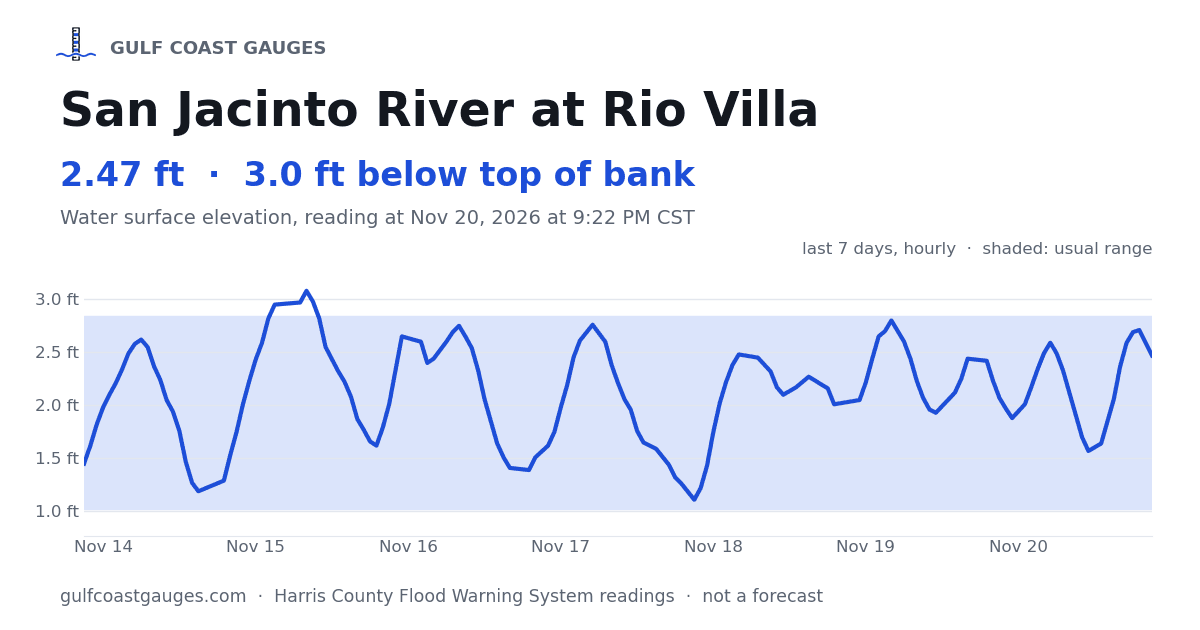 GULF COAST GAUGES
San Jacinto River at Rio Villa
2.47 ft · 3.0 ft below top of bank
Water surface elevation, reading at Nov 20, 2026 at 9:22 PM CST
last 7 days, hourly · shaded: usual range
3.0 ft
2.5 ft
2.0 ft
1.5 ft
1.0 ft
Nov 14 Nov 15 Nov 16 Nov 17 Nov 18 Nov 19 Nov 20
gulfcoastgauges.com · Harris County Flood Warning System readings · not a forecast